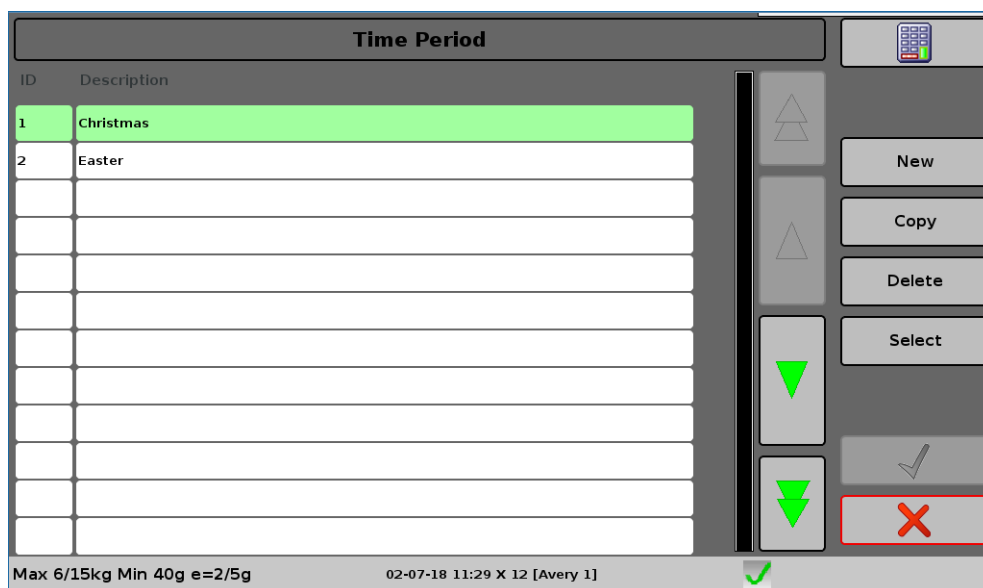 Time Period
ID Description
1 Christmas
2 Easter
New
Copy
Delete
Select
Max 6/15kg Min 40g e=2/5g 02-07-18 11:29 X 12 [Avery 1]